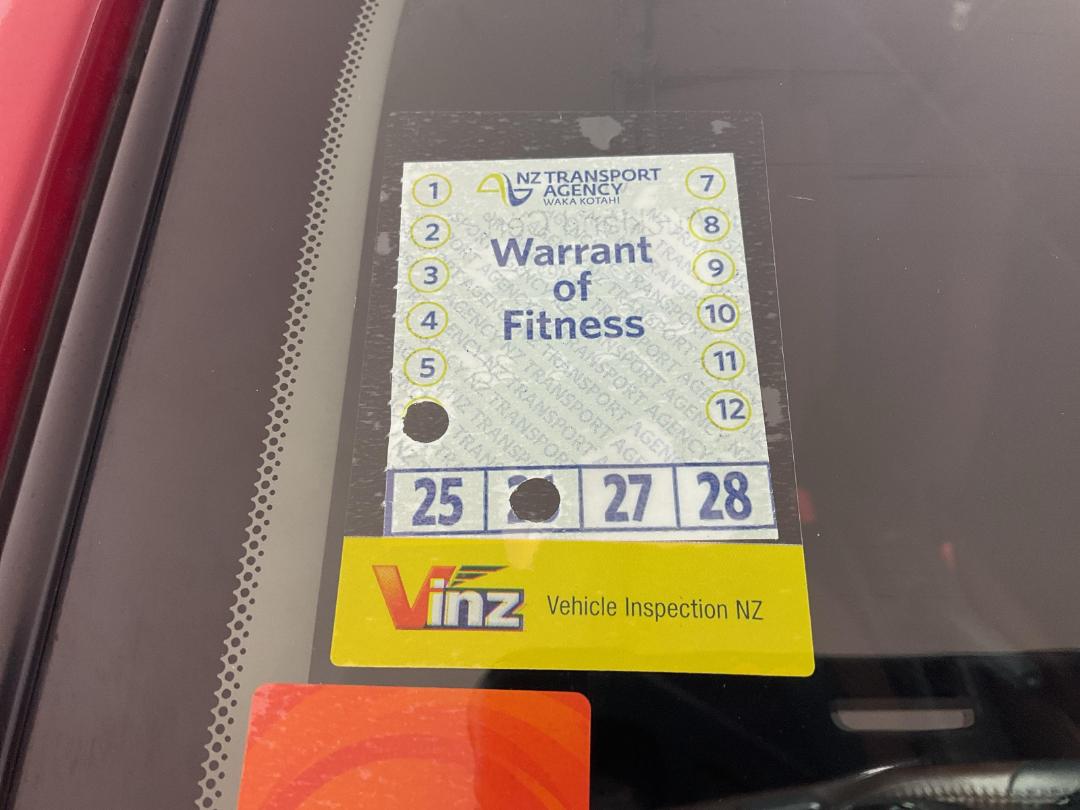 NZ TRANSPORT
AGENCY
WAKA KOTAHI
1
2
3
4
5
7
8
9
10
11
12
Warrant
of
Fitness
25
27
28
Vinz
Vehicle Inspection NZ